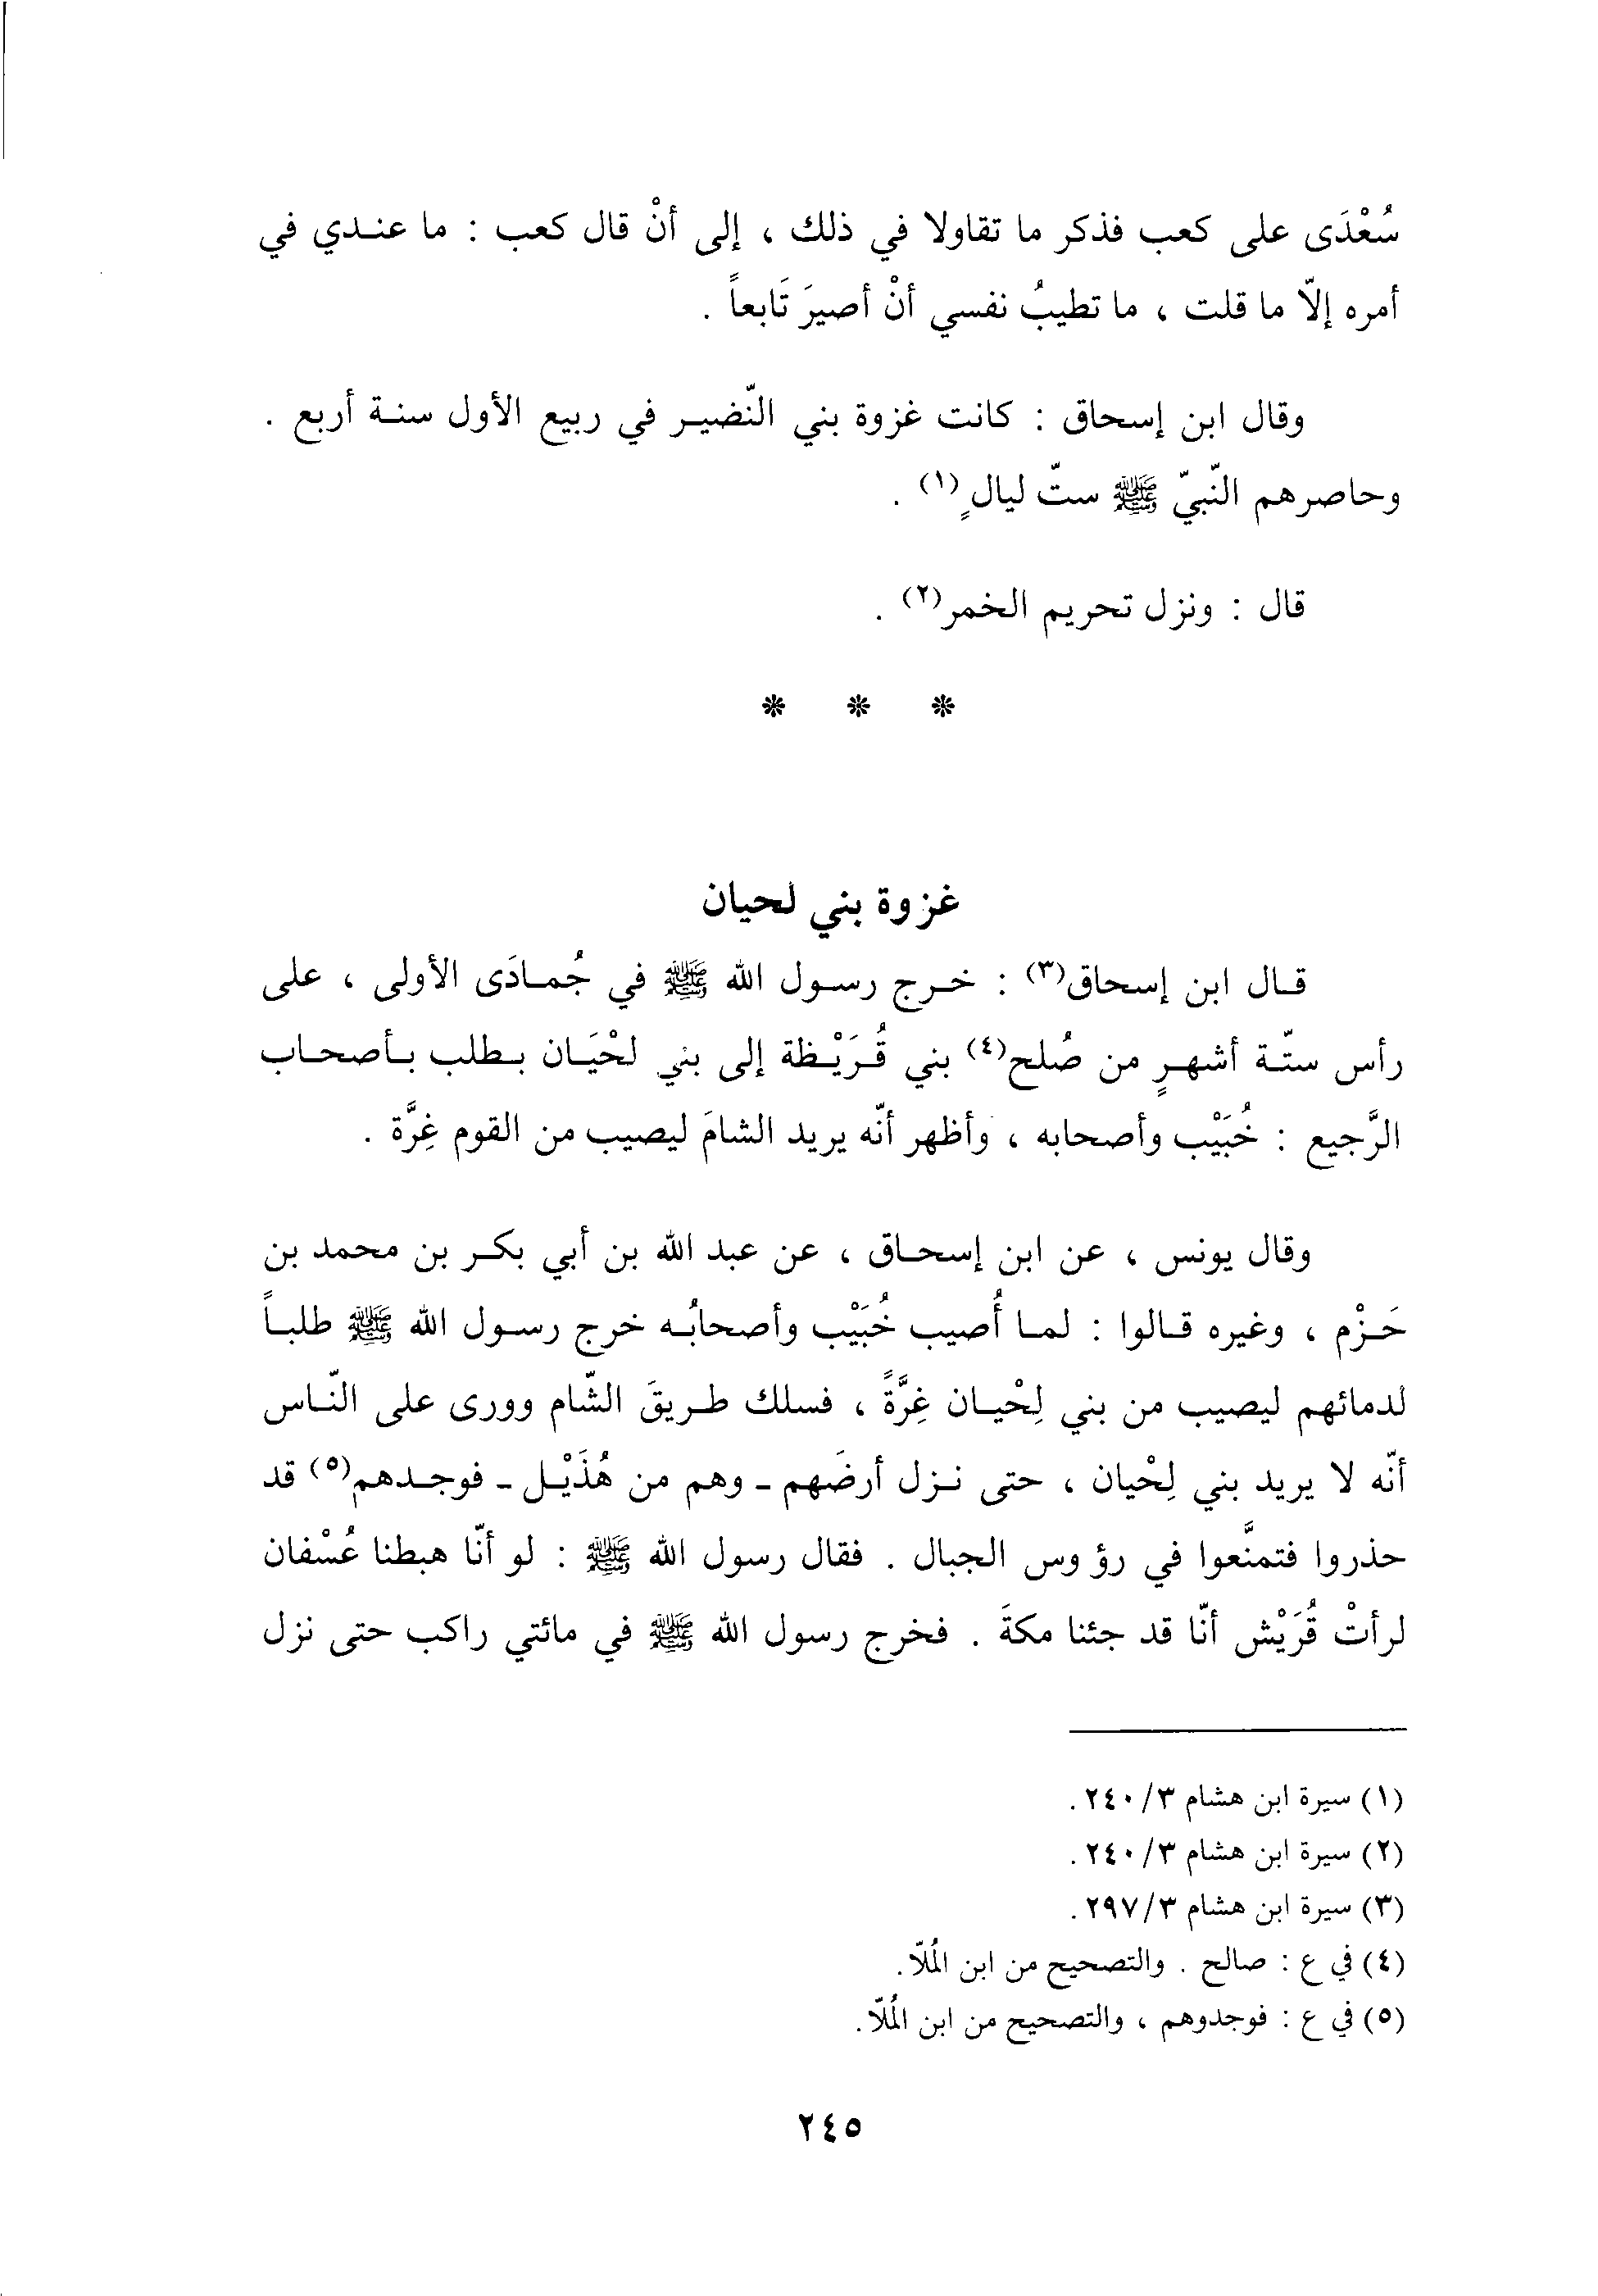 سُعْدَى على كعب فذكر ما تقاولا في ذلك ، إلى أنْ قال كعب : ما عندي في
أمره إلاّ ما قلت ، ما تطيبُ نفسي أنْ أصيرَ تَابعاً .
وقال ابن إسحاق : كانت غزوة بني النّضير في ربيع الأول سنة أربع .
وحاصرهم النّبيّ ﷺ ستّ ليالٍ(١) .
قال : ونزل تحريم الخمر(٢) .
* * *
غزوة بني لحيان
قال ابن إسحاق(٣) : خرج رسول الله ﷺ في جُمادَى الأولى ، على
رأس ستّة أشهرٍ من صُلح(٤) بني قُرَيْظة إلى بني لحْيَان يطلب بأصحاب
الرَّجيع : خُبَيْب وأصحابه ، وأظهر أنّه يريد الشامَ ليصيب من القوم غِرَّة .
وقال يونس ، عن ابن إسحاق ، عن عبد الله بن أبي بكر بن محمد بن
حَزْم ، وغيره قالوا : لما أُصيب خُبَيْب وأصحابُه خرج رسول الله ﷺ طلباً
لدمائهم ليصيب من بني لِحْيان غِرَّةً ، فسلك طريقَ الشّام وورى على النّاس
أنّه لا يريد بني لِحْيان ، حتى نزل أرضَهم - وهم من هُذَيْل - فوجدهم(٥) قد
حذروا فتمنَّعوا في رؤوس الجبال . فقال رسول الله ﷺ : لو أنّا هبطنا عُسْفان
لرأتْ قُرَيْش أنّا قد جئنا مكةَ . فخرج رسول الله ﷺ في مائتي راكب حتى نزل
(١) سيرة ابن هشام ٢٤٠/٣ .
(٢) سيرة ابن هشام ٢٤٠/٣ .
(٣) سيرة ابن هشام ٢٩٧/٣ .
(٤) في ع : صالح . والتصحيح من ابن المُلاّ.
(٥) في ع : فوجدوهم ، والتصحيح من ابن المُلاّ.
٢٤٥